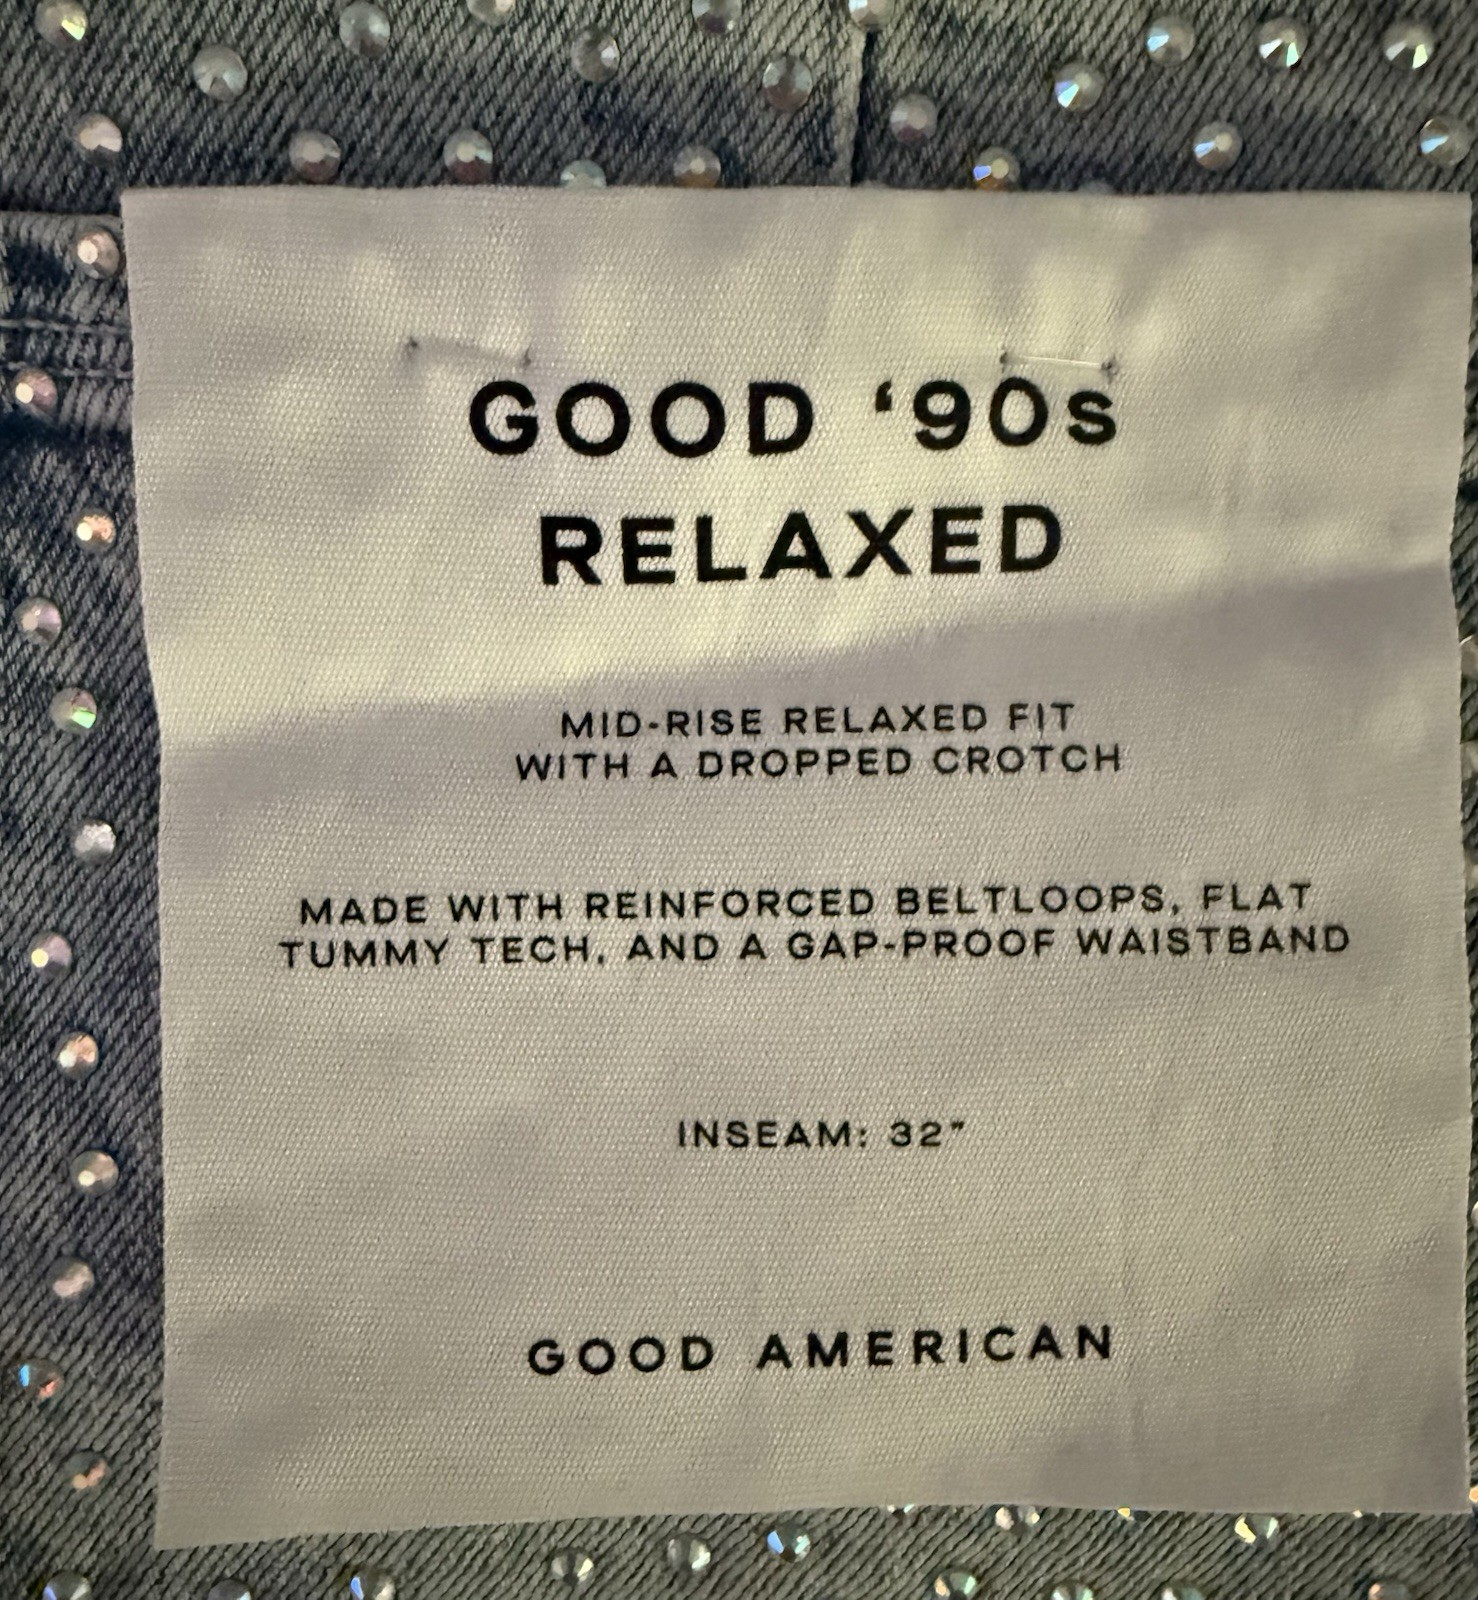 GOOD ‘90s
RELAXED
MID-RISE RELAXED FIT
WITH A DROPPED CROTCH
MADE WITH REINFORCED BELTLOOPS, FLAT
TUMMY TECH, AND A GAP-PROOF WAISTBAND
INSEAM: 32"
GOOD AMERICAN